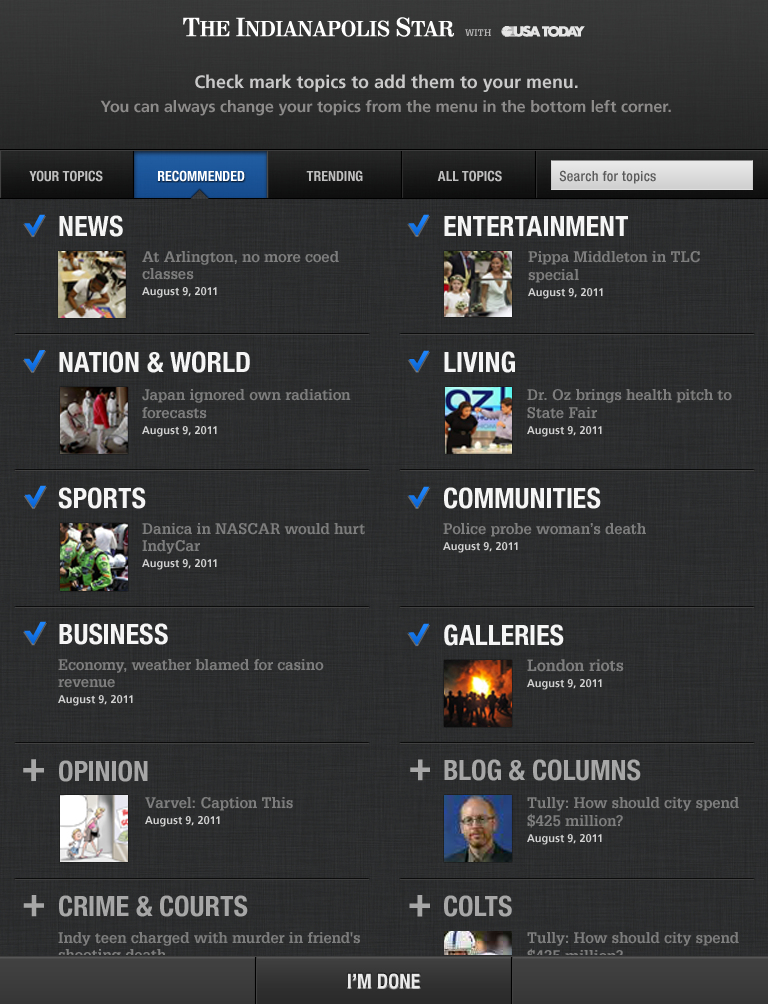 THE INDIANAPOLIS STAR WITH USA TODAY
Check mark topics to add them to your menu.
You can always change your topics from the menu in the bottom left corner.
YOUR TOPICS RECOMMENDED TRENDING ALL TOPICS Search for topics
NEWS
At Arlington, no more coed
classes
August 9, 2011
ENTERTAINMENT
Pippa Middleton in TLC
special
August 9, 2011
NATION & WORLD
Japan ignored own radiation
forecasts
August 9, 2011
LIVING
OZ
Dr. Oz brings health pitch to
State Fair
August 9, 2011
SPORTS
Danica in NASCAR would hurt
IndyCar
August 9, 2011
COMMUNITIES
Police probe woman's death
August 9, 2011
BUSINESS
Economy, weather blamed for casino
revenue
August 9, 2011
GALLERIES
London riots
August 9, 2011
OPINION
Varvel: Caption This
August 9, 2011
BLOG & COLUMNS
Tully: How should city spend
$425 million?
August 9, 2011
CRIME & COURTS
Indy teen charged with murder in friend's
shooting death
COLTS
Tully: How should city spend
$425 million?
I'M DONE